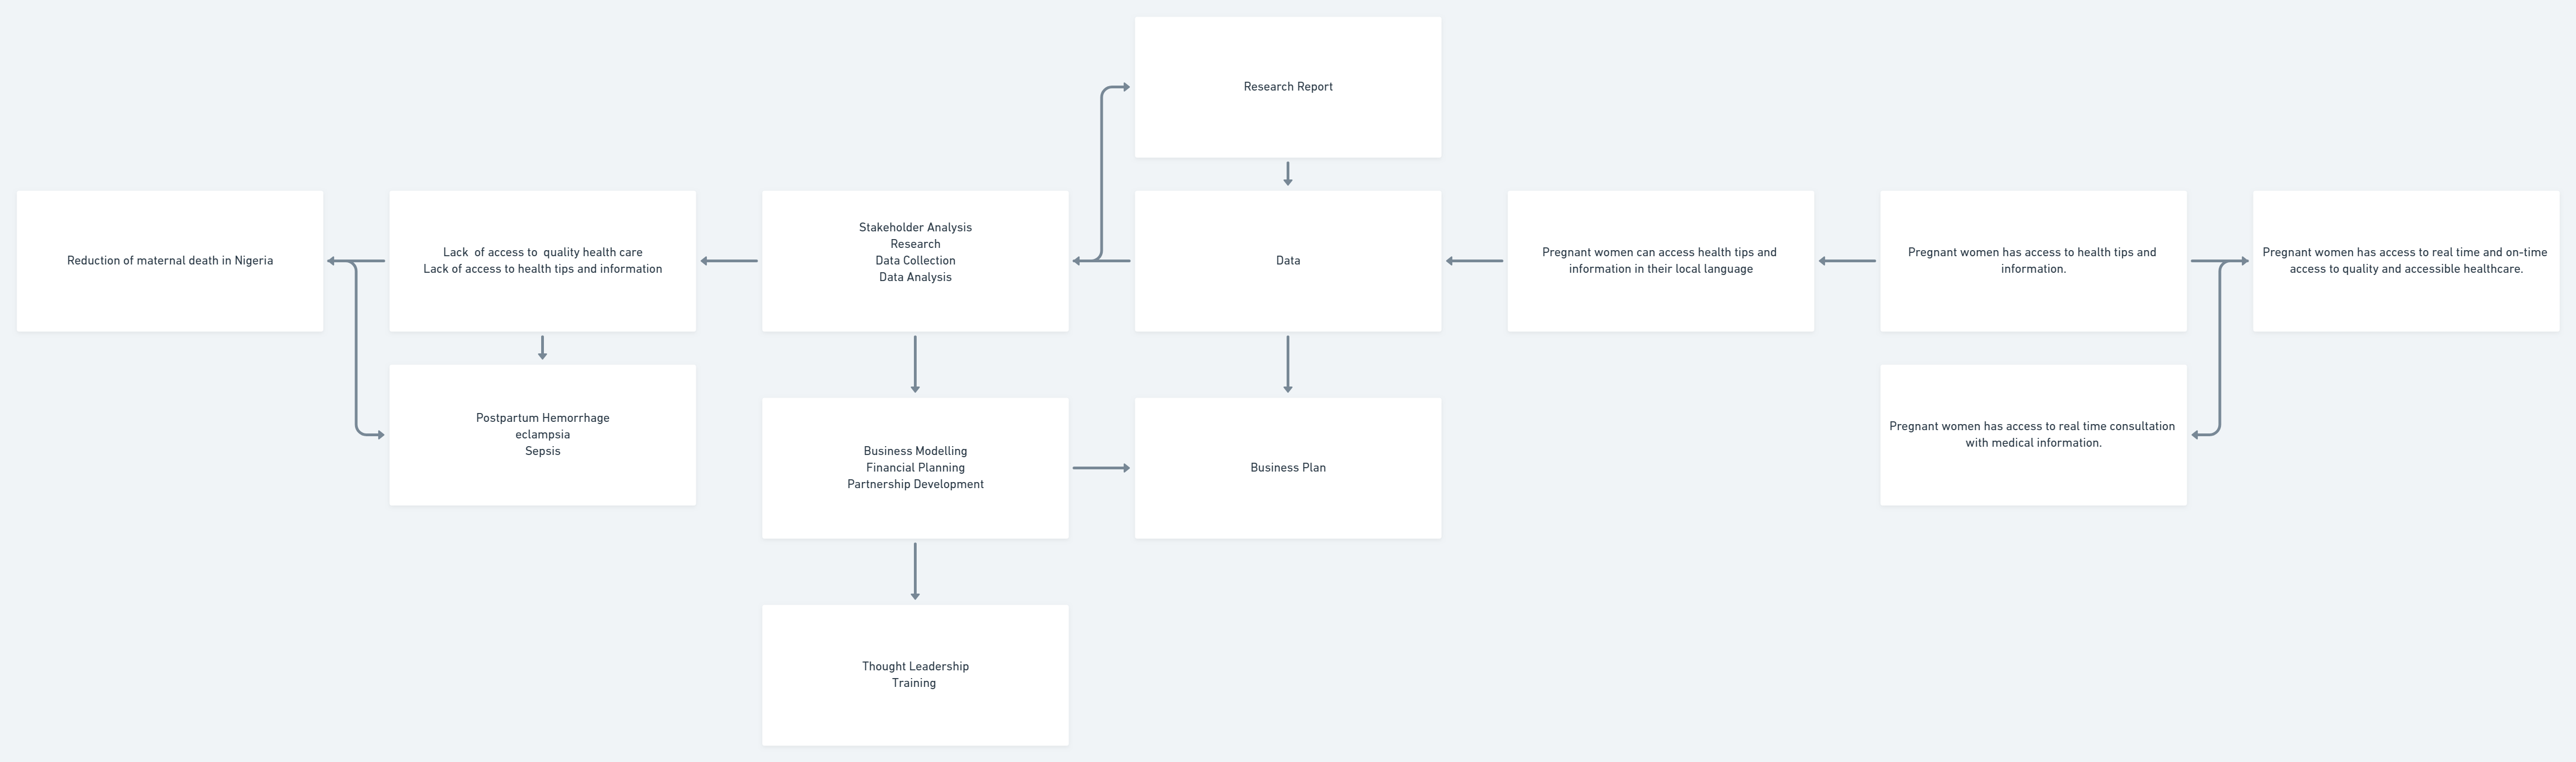 Research Report
Reduction of maternal death in Nigeria
Lack  of access to  quality health care
Lack of access to health tips and information
Stakeholder Analysis
Research
Data Collection
Data Analysis
Data
Pregnant women can access health tips and
information in their local language
Pregnant women has access to health tips and
information.
Pregnant women has access to real time and on-time
access to quality and accessible healthcare.
Postpartum Hemorrhage
eclampsia
Sepsis
Business Modelling
Financial Planning
Partnership Development
Business Plan
Pregnant women has access to real time consultation
with medical information.
Thought Leadership
Training